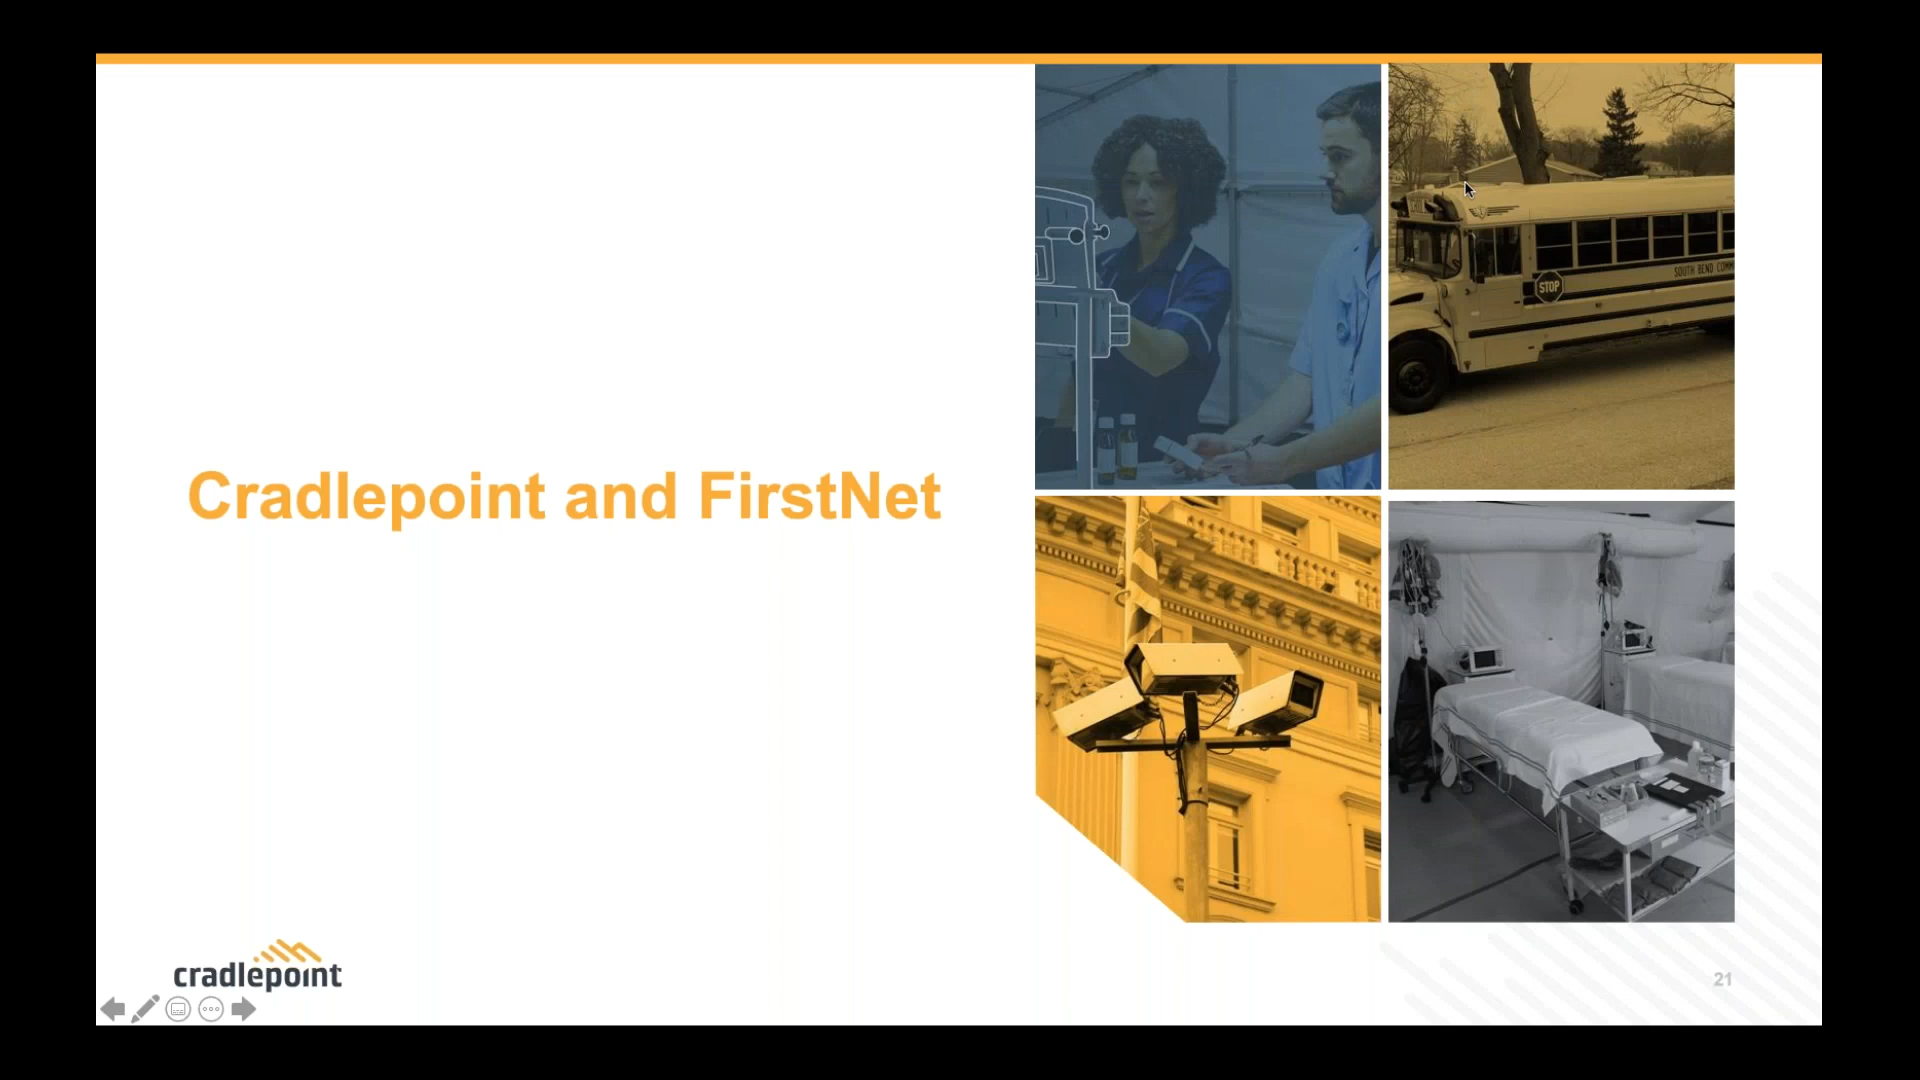 Cradlepoint and FirstNet
STOP
SOUTH BEND COMM
cradlepoint
21